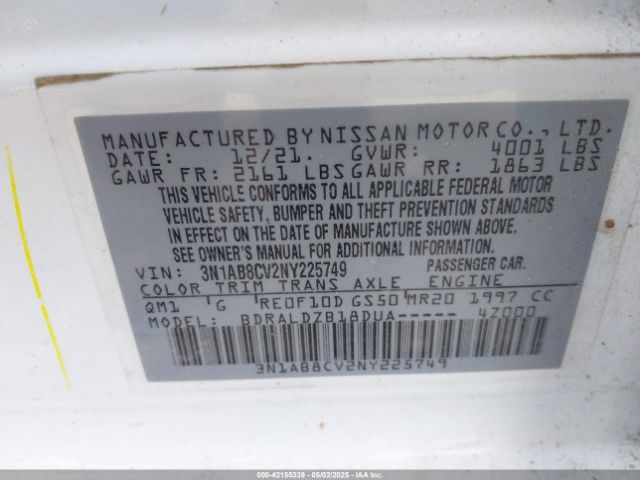 MANUFACTURED BY NISSAN MOTOR CO., LTD.
DATE: 12/21. GVWR: 4001 LBS
GAWR FR: 2161 LBS GAWR RR: 1863 LBS
THIS VEHICLE CONFORMS TO ALL APPLICABLE FEDERAL MOTOR
VEHICLE SAFETY, BUMPER AND THEFT PREVENTION STANDARDS
IN EFFECT ON THE DATE OF MANUFACTURE SHOWN ABOVE.
SEE OWNER'S MANUAL FOR ADDITIONAL INFORMATION.
VIN: 3N1AB8CV2NY225749 PASSENGER CAR.
COLOR TRIM TRANS AXLE ENGINE
QM1 G RE0F10D GS50 MR20 1997 CC
MODEL: BDRALDZB18DUA----- 4Z000
3N1AB8CV2NY225749
000-42155339 - 05/02/2025 - IAAI.COM